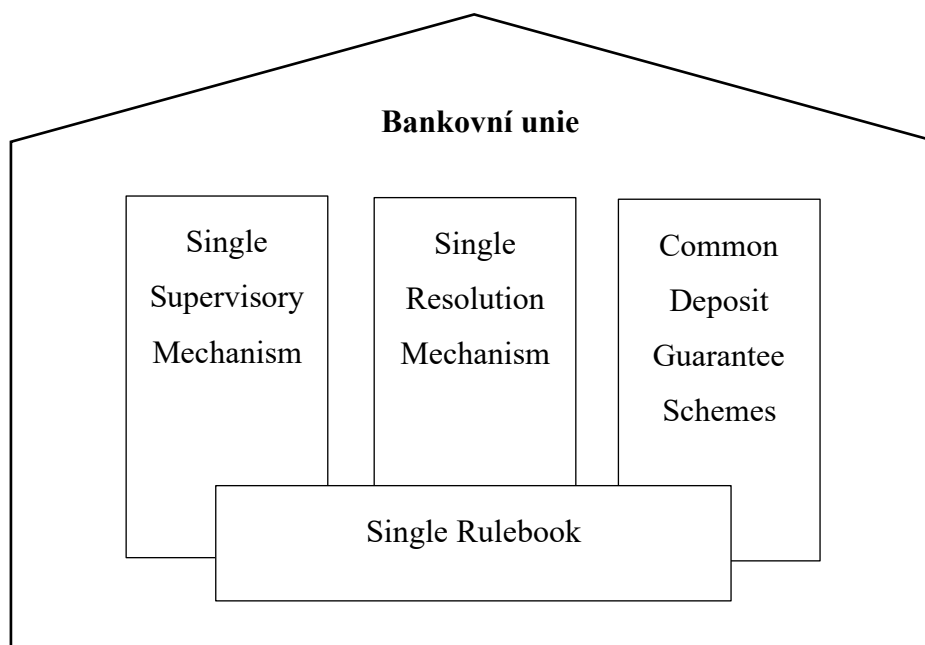 Bankovní unie
Single
Supervisory
Mechanism
Single
Resolution
Mechanism
Common
Deposit
Guarantee
Schemes
Single Rulebook